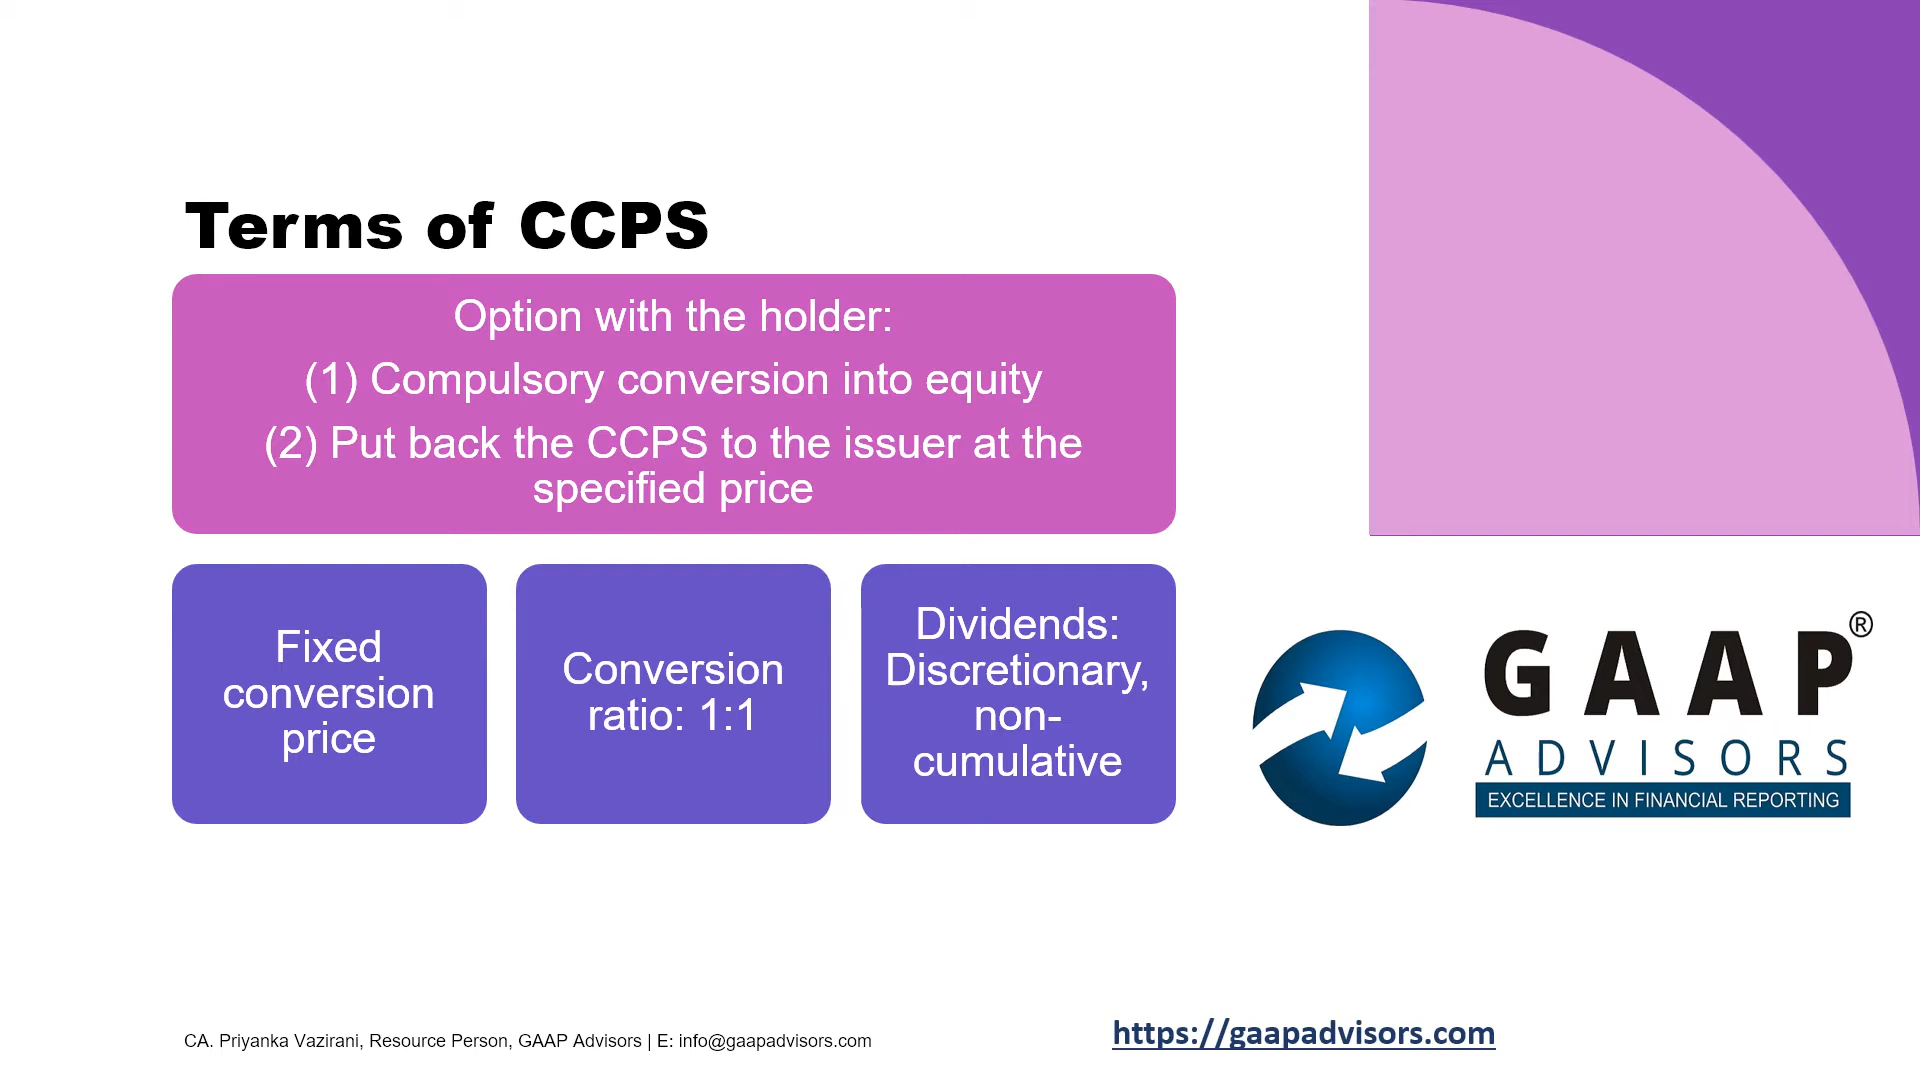 Terms of CCPS
Option with the holder:
(1) Compulsory conversion into equity
(2) Put back the CCPS to the issuer at the
specified price
Fixed
conversion
price
Conversion
ratio: 1:1
Dividends:
Discretionary,
non-
cumulative
GAAP®
ADVISORS
EXCELLENCE IN FINANCIAL REPORTING
CA. Priyanka Vazirani, Resource Person, GAAP Advisors | E: info@gaapadvisors.com
https://gaapadvisors.com